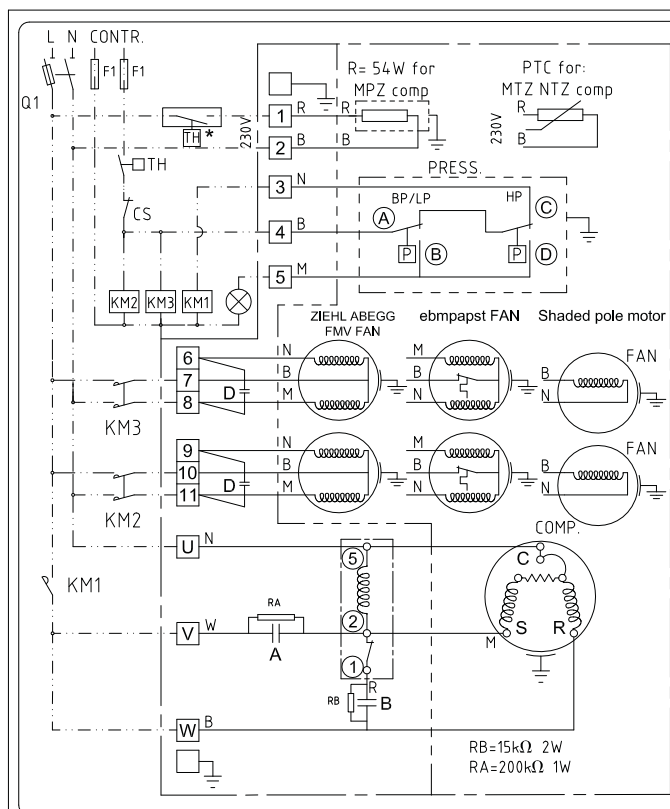 L N CONTR.
F1 F1
Q1
R= 54W for
MPZ comp
PTC for:
MTZ NTZ comp
230V
1 R R
TH *
2 B B
R
B
230V
TH
3 N
PRESS.
CS
BP/LP HP
A C
4 B
P B P D
5 M
KM2 KM3 KM1
ZIEHL ABEGG
FMV FAN
ebmpapst FAN
Shaded pole motor
6 N M FAN
7 B B B
8 D M N N
KM3
9 N M FAN
10 B B B
11 D M N N
KM2
COMP.
U N
5 C
KM1
RA
2 S R
V W M
A
1
R
RB B
W B
RB=15kΩ 2W
RA=200kΩ 1W